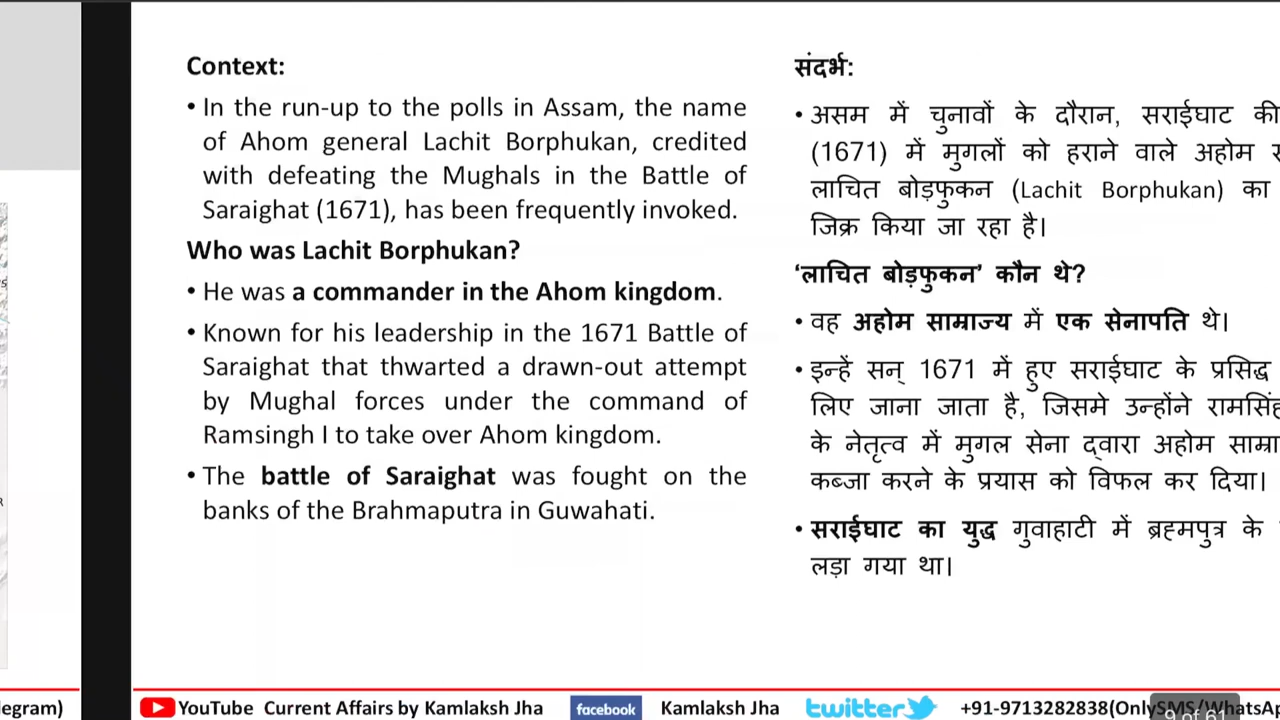 Context:
• In the run-up to the polls in Assam, the name
of Ahom general Lachit Borphukan, credited
with defeating the Mughals in the Battle of
Saraighat (1671), has been frequently invoked.
Who was Lachit Borphukan?
• He was a commander in the Ahom kingdom.
• Known for his leadership in the 1671 Battle of
Saraighat that thwarted a drawn-out attempt
by Mughal forces under the command of
Ramsingh I to take over Ahom kingdom.
• The battle of Saraighat was fought on the
banks of the Brahmaputra in Guwahati.
संदर्भ:
• असम में चुनावों के दौरान, सराईघाट की
(1671) में मुगलों को हराने वाले अहोम
लाचित बोड़फुकन (Lachit Borphukan) का
जिक्र किया जा रहा है।
‘लाचित बोड़फुकन’ कौन थे?
• वह अहोम साम्राज्य में एक सेनापति थे।
• इन्हें सन् 1671 में हुए सराईघाट के प्रसिद्ध
लिए जाना जाता है, जिसमे उन्होंने रामसिंह
के नेतृत्व में मुगल सेना द्वारा अहोम साम्रा
कब्जा करने के प्रयास को विफल कर दिया।
• सराईघाट का युद्ध गुवाहाटी में ब्रह्मपुत्र के
लड़ा गया था।
egram)
YouTube Current Affairs by Kamlaksh Jha facebook Kamlaksh Jha twitter +91-9713282838(OnlySMS/WhatsAp
9 of 61